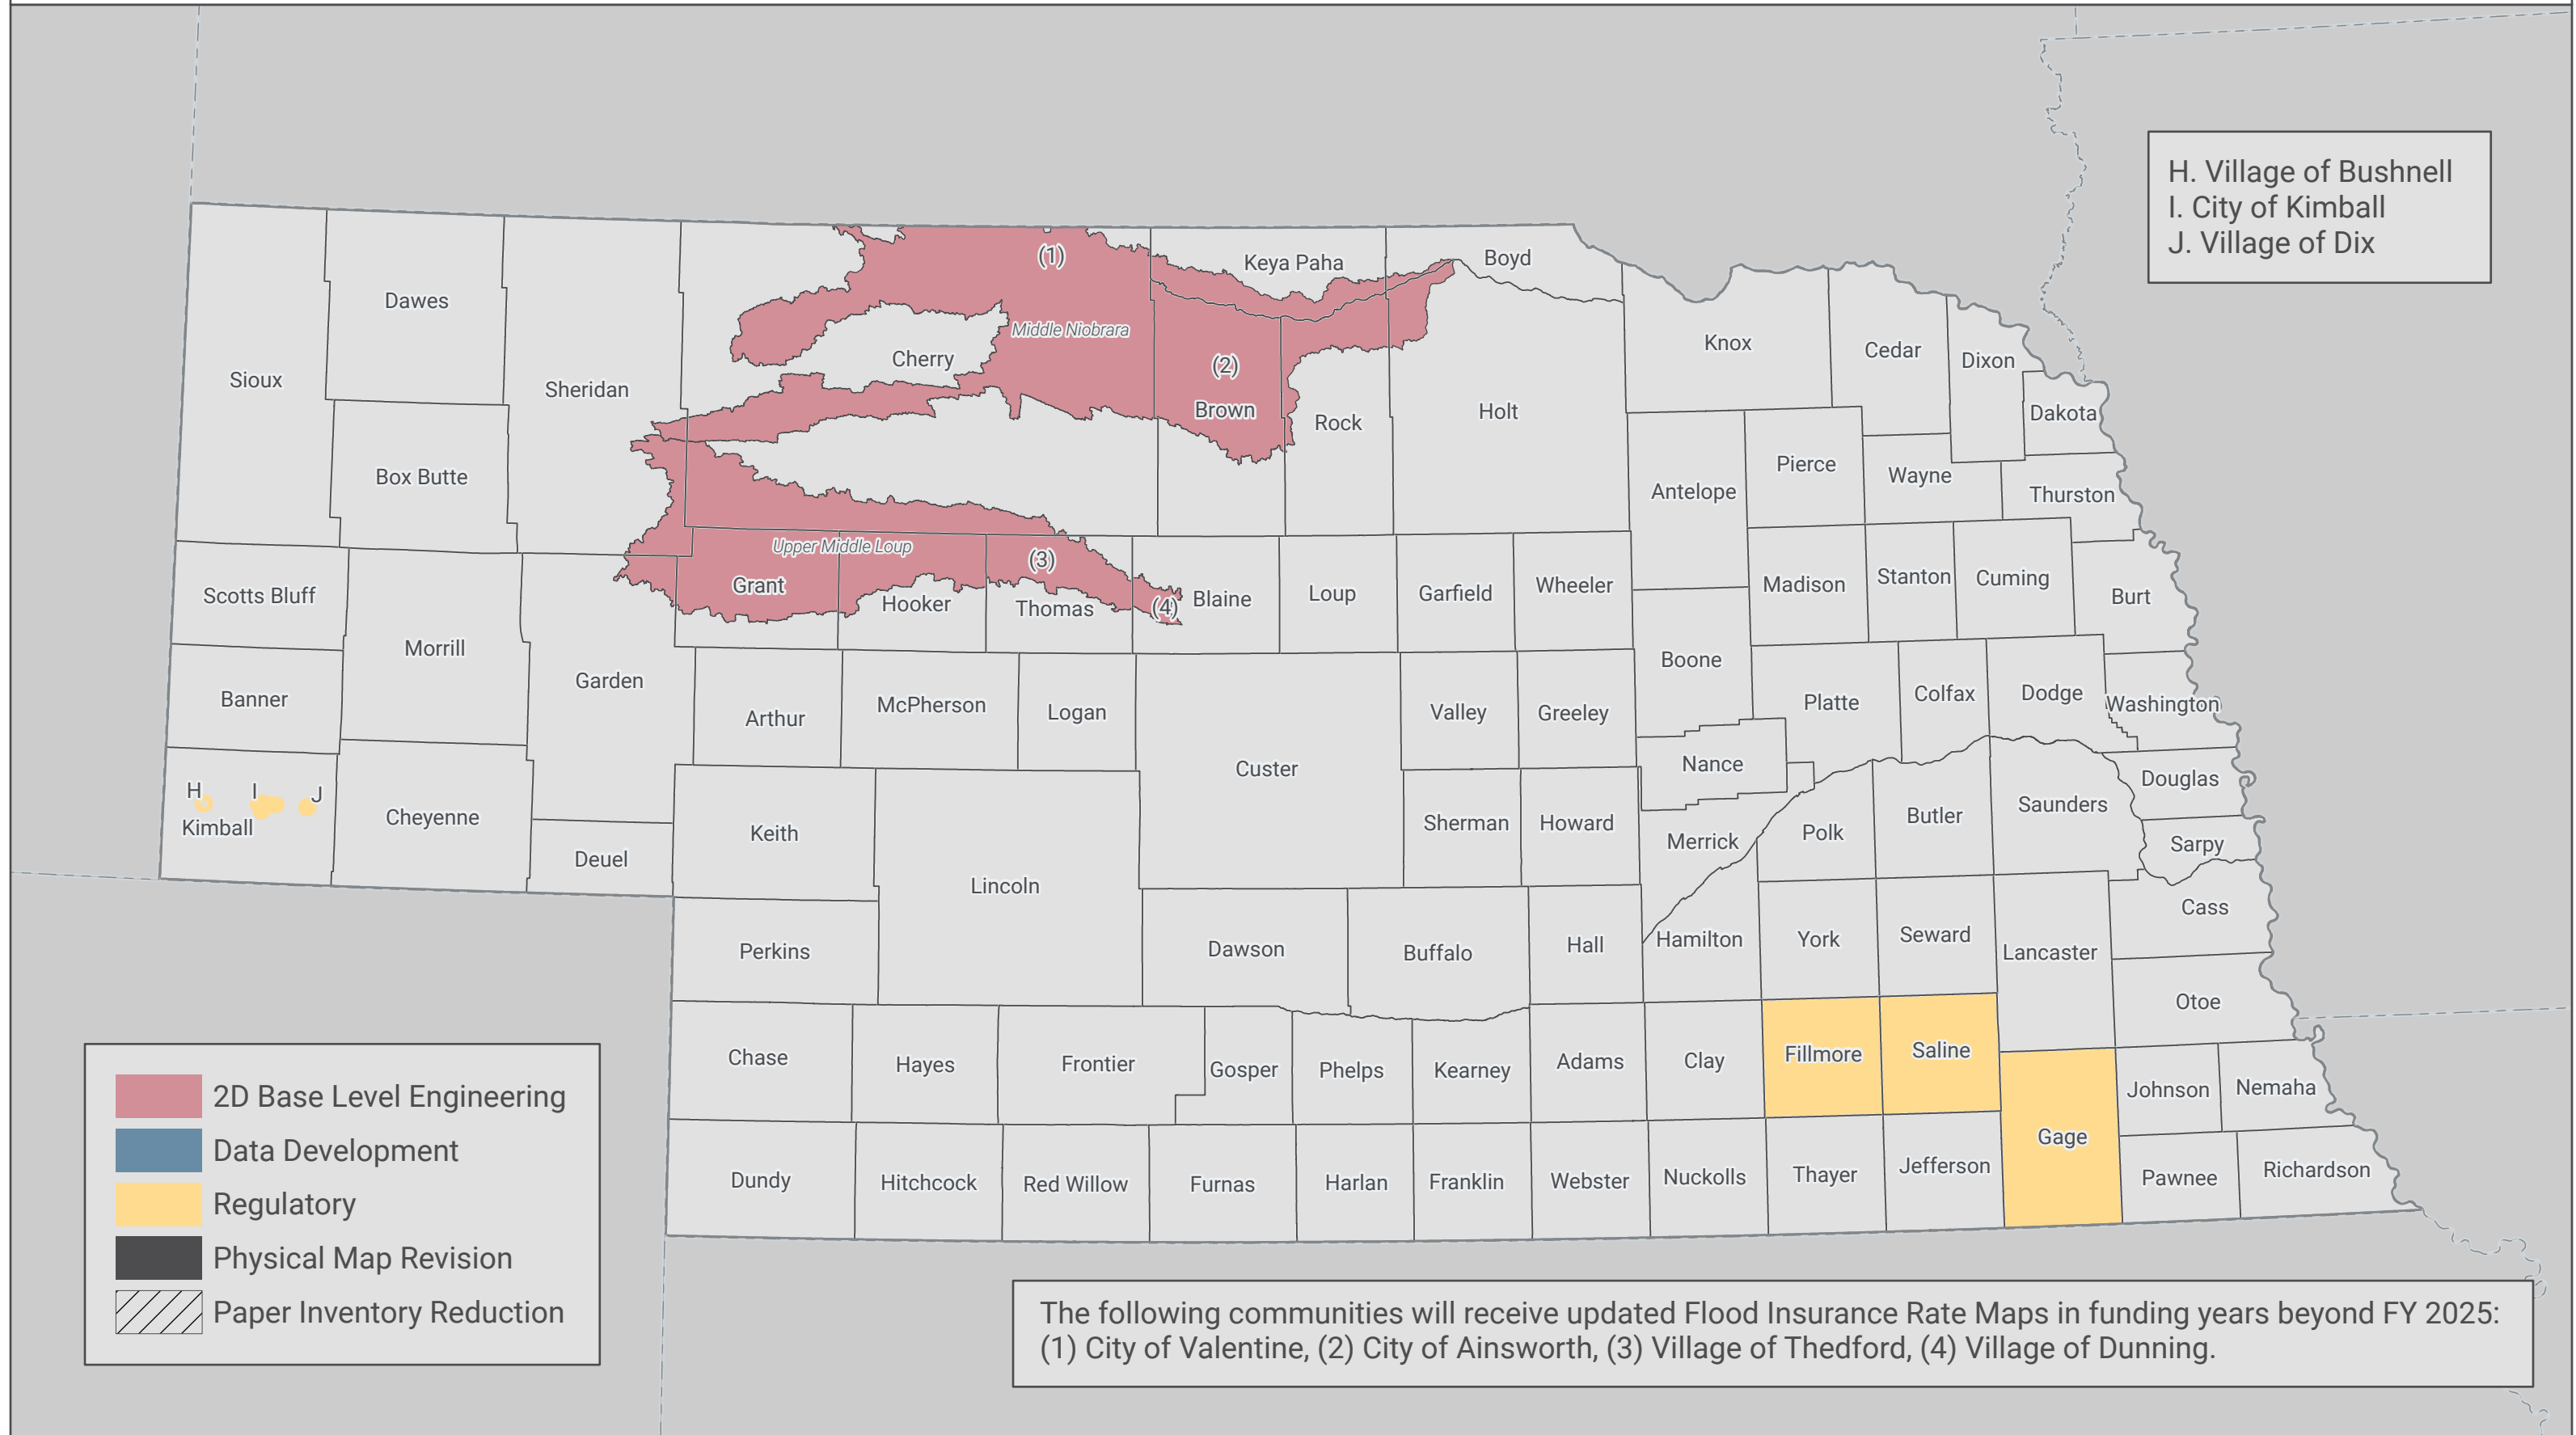 H. Village of Bushnell
I. City of Kimball
J. Village of Dix
(1)
Keya Paha
Boyd
Dawes
Middle Niobrara
Knox
Cedar
Dixon
Cherry
(2)
Sioux
Sheridan
Brown
Rock
Holt
Dakota
Box Butte
Pierce
Wayne
Antelope
Thurston
Upper Middle Loup
(3)
Scotts Bluff
Grant
Hooker
Thomas
(4)
Blaine
Loup
Garfield
Wheeler
Madison
Stanton
Cuming
Burt
Morrill
Boone
Garden
Banner
Arthur
McPherson
Logan
Valley
Greeley
Platte
Colfax
Dodge
Washington
Custer
Nance
Douglas
H
I
J
Kimball
Cheyenne
Keith
Sherman
Howard
Merrick
Polk
Butler
Saunders
Sarpy
Deuel
Lincoln
Cass
Perkins
Dawson
Buffalo
Hall
Hamilton
York
Seward
Lancaster
Otoe
Chase
Hayes
Frontier
Gosper
Phelps
Kearney
Adams
Clay
Fillmore
Saline
Johnson
Nemaha
Gage
Dundy
Hitchcock
Red Willow
Furnas
Harlan
Franklin
Webster
Nuckolls
Thayer
Jefferson
Pawnee
Richardson
2D Base Level Engineering
Data Development
Regulatory
Physical Map Revision
Paper Inventory Reduction
The following communities will receive updated Flood Insurance Rate Maps in funding years beyond FY 2025:
(1) City of Valentine, (2) City of Ainsworth, (3) Village of Thedford, (4) Village of Dunning.